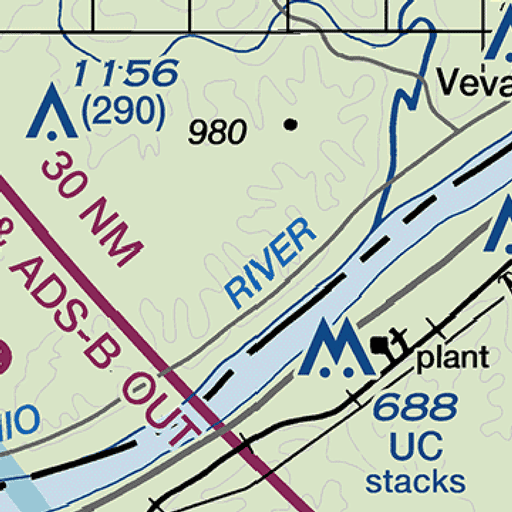 1156
(290)
980
Veva
30 NM
& ADS-B OUT
RIVER
plant
688
UC
stacks
IO